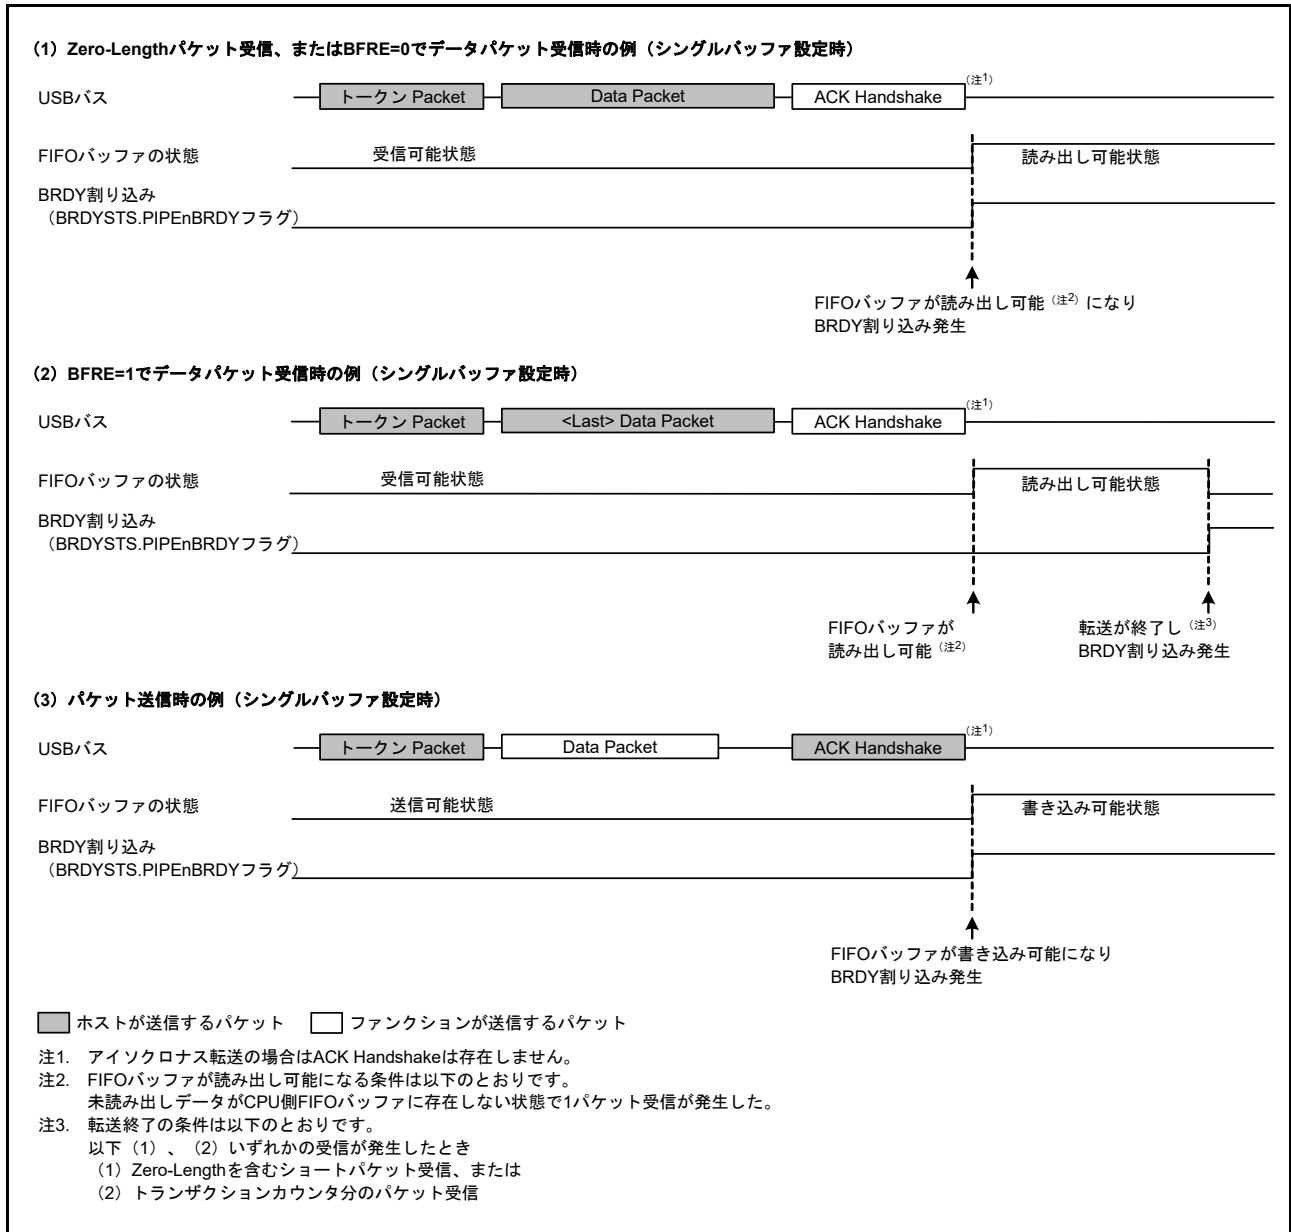 （1）Zero-Lengthパケット受信、またはBFRE=0でデータパケット受信時の例（シングルバッファ設定時）
USBバス トークン Packet Data Packet ACK Handshake （注1）
FIFOバッファの状態 受信可能状態 読み出し可能状態
BRDY割り込み
（BRDYSTS.PIPEnBRDYフラグ）
FIFOバッファが読み出し可能（注2）になり
BRDY割り込み発生
（2）BFRE=1でデータパケット受信時の例（シングルバッファ設定時）
USBバス トークン Packet <Last> Data Packet ACK Handshake （注1）
FIFOバッファの状態 受信可能状態 読み出し可能状態
BRDY割り込み
（BRDYSTS.PIPEnBRDYフラグ）
FIFOバッファが
読み出し可能（注2）
転送が終了し（注3）
BRDY割り込み発生
（3）パケット送信時の例（シングルバッファ設定時）
USBバス トークン Packet Data Packet ACK Handshake （注1）
FIFOバッファの状態 送信可能状態 書き込み可能状態
BRDY割り込み
（BRDYSTS.PIPEnBRDYフラグ）
FIFOバッファが書き込み可能になり
BRDY割り込み発生
ホストが送信するパケット ファンクションが送信するパケット
注1. アイソクロナス転送の場合はACK Handshakeは存在しません。
注2. FIFOバッファが読み出し可能になる条件は以下のとおりです。
未読み出しデータがCPU側FIFOバッファに存在しない状態で1パケット受信が発生した。
注3. 転送終了の条件は以下のとおりです。
以下（1）、（2）いずれかの受信が発生したとき
（1）Zero-Lengthを含むショートパケット受信、または
（2）トランザクションカウンタ分のパケット受信